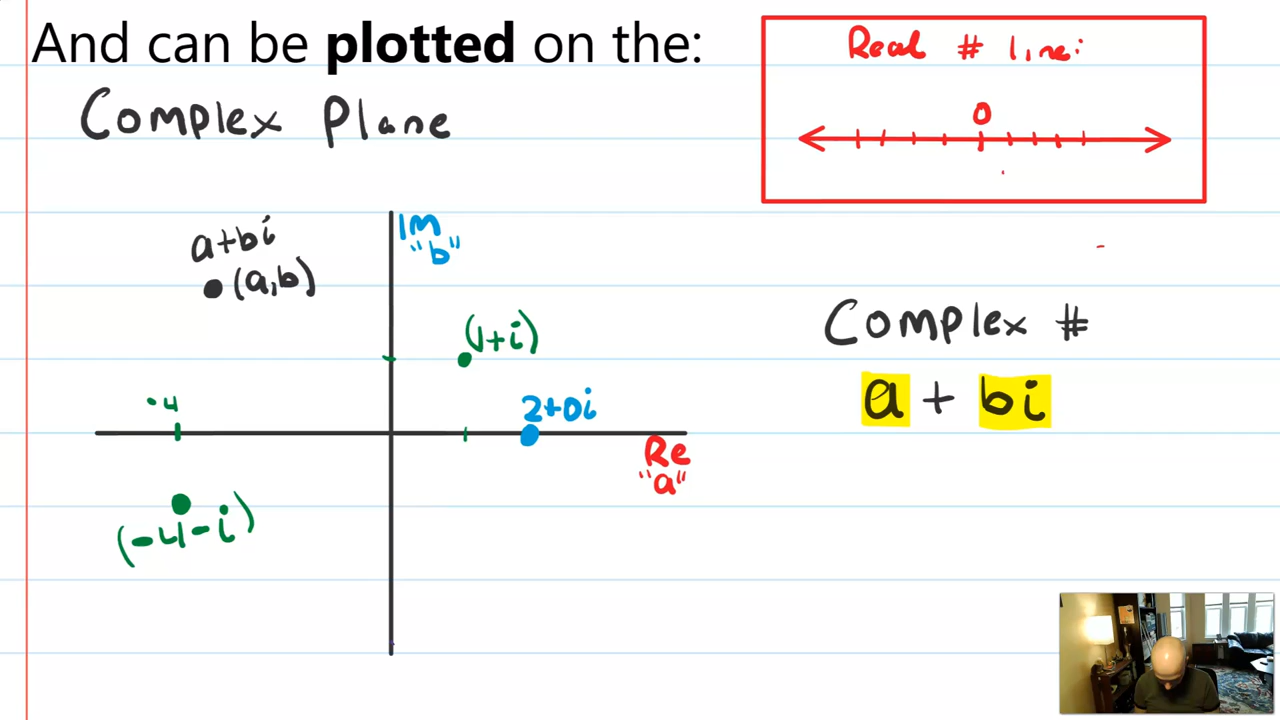 And can be plotted on the:
Complex Plane
Real # line:
0
Im
"b"
a+bi
(a,b)
(1+i)
2+0i
-4
Re
"a"
(-4-i)
Complex #
a + bi